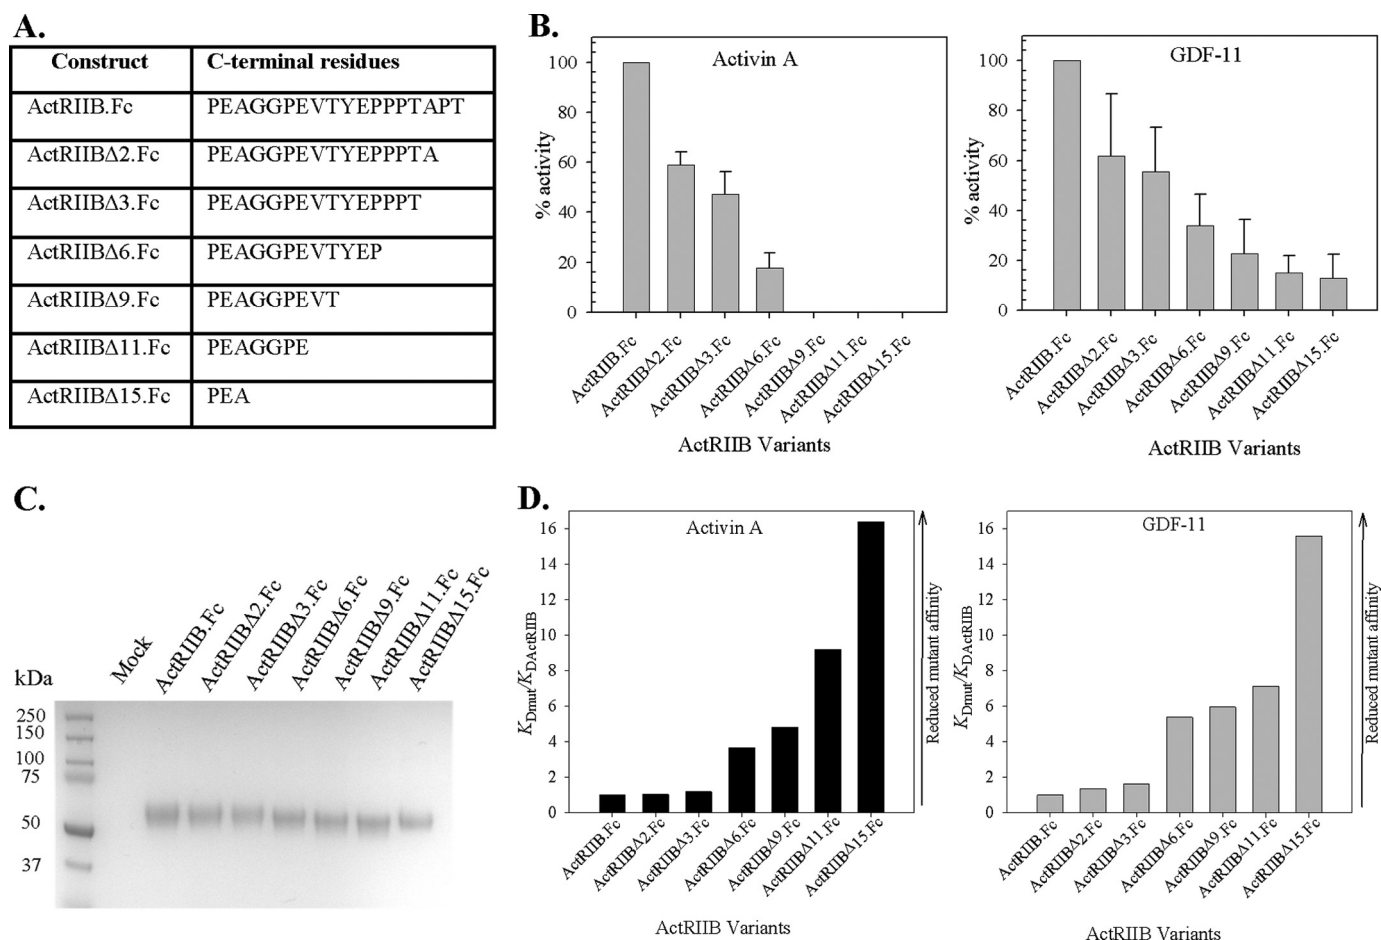 A.
Construct C-terminal residues
ActRIIB.Fc PEAGGPEVTYEPPPTAPT
ActRIIBΔ2.Fc PEAGGPEVTYEPPPTA
ActRIIBΔ3.Fc PEAGGPEVTYEPPPT
ActRIIBΔ6.Fc PEAGGPEVTYEP
ActRIIBΔ9.Fc PEAGGPEVT
ActRIIBΔ11.Fc PEAGGPE
ActRIIBΔ15.Fc PEA
B.
Activin A
% activity
100
80
60
40
20
0
ActRIIB.Fc
ActRIIBΔ2.Fc
ActRIIBΔ3.Fc
ActRIIBΔ6.Fc
ActRIIBΔ9.Fc
ActRIIBΔ11.Fc
ActRIIBΔ15.Fc
ActRIIB Variants
GDF-11
% activity
100
80
60
40
20
0
ActRIIB.Fc
ActRIIBΔ2.Fc
ActRIIBΔ3.Fc
ActRIIBΔ6.Fc
ActRIIBΔ9.Fc
ActRIIBΔ11.Fc
ActRIIBΔ15.Fc
ActRIIB Variants
C.
kDa
Mock
ActRIIB.Fc
ActRIIBΔ2.Fc
ActRIIBΔ3.Fc
ActRIIBΔ6.Fc
ActRIIBΔ9.Fc
ActRIIBΔ11.Fc
ActRIIBΔ15.Fc
250
150
100
75
50
37
D.
Activin A
KDmut/KDActRIIB
16
14
12
10
8
6
4
2
0
Reduced mutant affinity
ActRIIB.Fc
ActRIIBΔ2.Fc
ActRIIBΔ3.Fc
ActRIIBΔ6.Fc
ActRIIBΔ9.Fc
ActRIIBΔ11.Fc
ActRIIBΔ15.Fc
ActRIIB Variants
GDF-11
KDmut/KDActRIIB
16
14
12
10
8
6
4
2
0
Reduced mutant affinity
ActRIIB.Fc
ActRIIBΔ2.Fc
ActRIIBΔ3.Fc
ActRIIBΔ6.Fc
ActRIIBΔ9.Fc
ActRIIBΔ11.Fc
ActRIIBΔ15.Fc
ActRIIB Variants